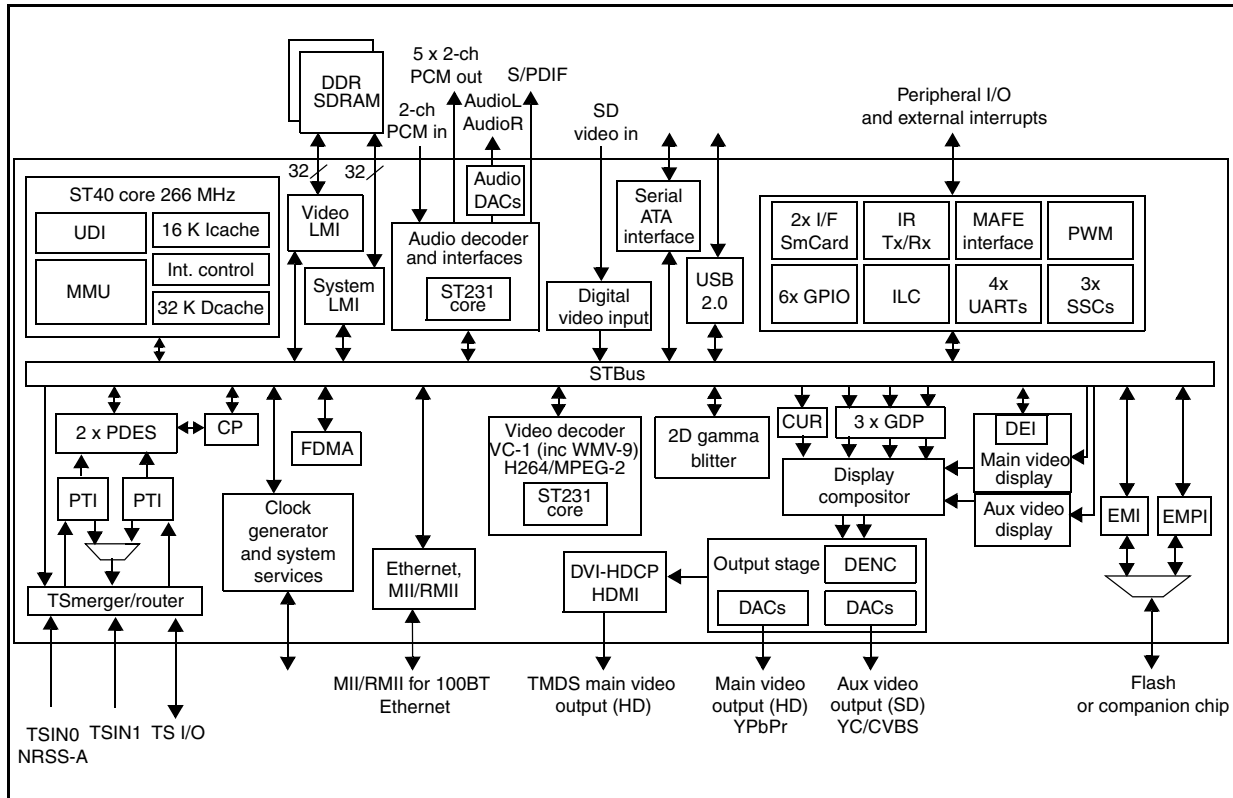 DDR
SDRAM
5 x 2-ch
PCM out
S/PDIF
2-ch
PCM in
AudioL
AudioR
SD
video in
Peripheral I/O
and external interrupts
32
32
ST40 core 266 MHz
UDI
16 K Icache
MMU
Int. control
32 K Dcache
Video
LMI
System
LMI
Audio
DACs
Audio decoder
and interfaces
ST231
core
Digital
video input
Serial
ATA
interface
USB
2.0
2x I/F
SmCard
IR
Tx/Rx
MAFE
interface
PWM
6x GPIO
ILC
4x
UARTs
3x
SSCs
STBus
2 x PDES
CP
FDMA
PTI
PTI
TSmerger/router
Clock
generator
and system
services
Ethernet,
MII/RMII
Video decoder
VC-1 (inc WMV-9)
H264/MPEG-2
ST231
core
2D gamma
blitter
CUR
3 x GDP
DEI
Main video
display
Display
compositor
Aux video
display
EMI
EMPI
DVI-HDCP
HDMI
Output stage
DENC
DACs
DACs
TSIN0
NRSS-A
TSIN1
TS I/O
MII/RMII for 100BT
Ethernet
TMDS main video
output (HD)
Main video
output (HD)
YPbPr
Aux video
output (SD)
YC/CVBS
Flash
or companion chip